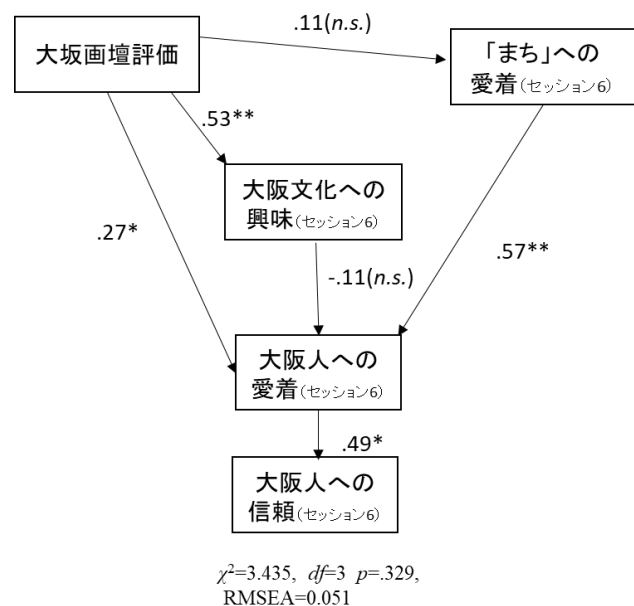 大坂画壇評価
.11(n.s.)
「まち」への
愛着(セッション6)
.53**
大阪文化への
興味(セッション6)
.27*
-.11(n.s.)
.57**
大阪人への
愛着(セッション6)
.49*
大阪人への
信頼(セッション6)
χ²=3.435, df=3 p=.329,
RMSEA=0.051